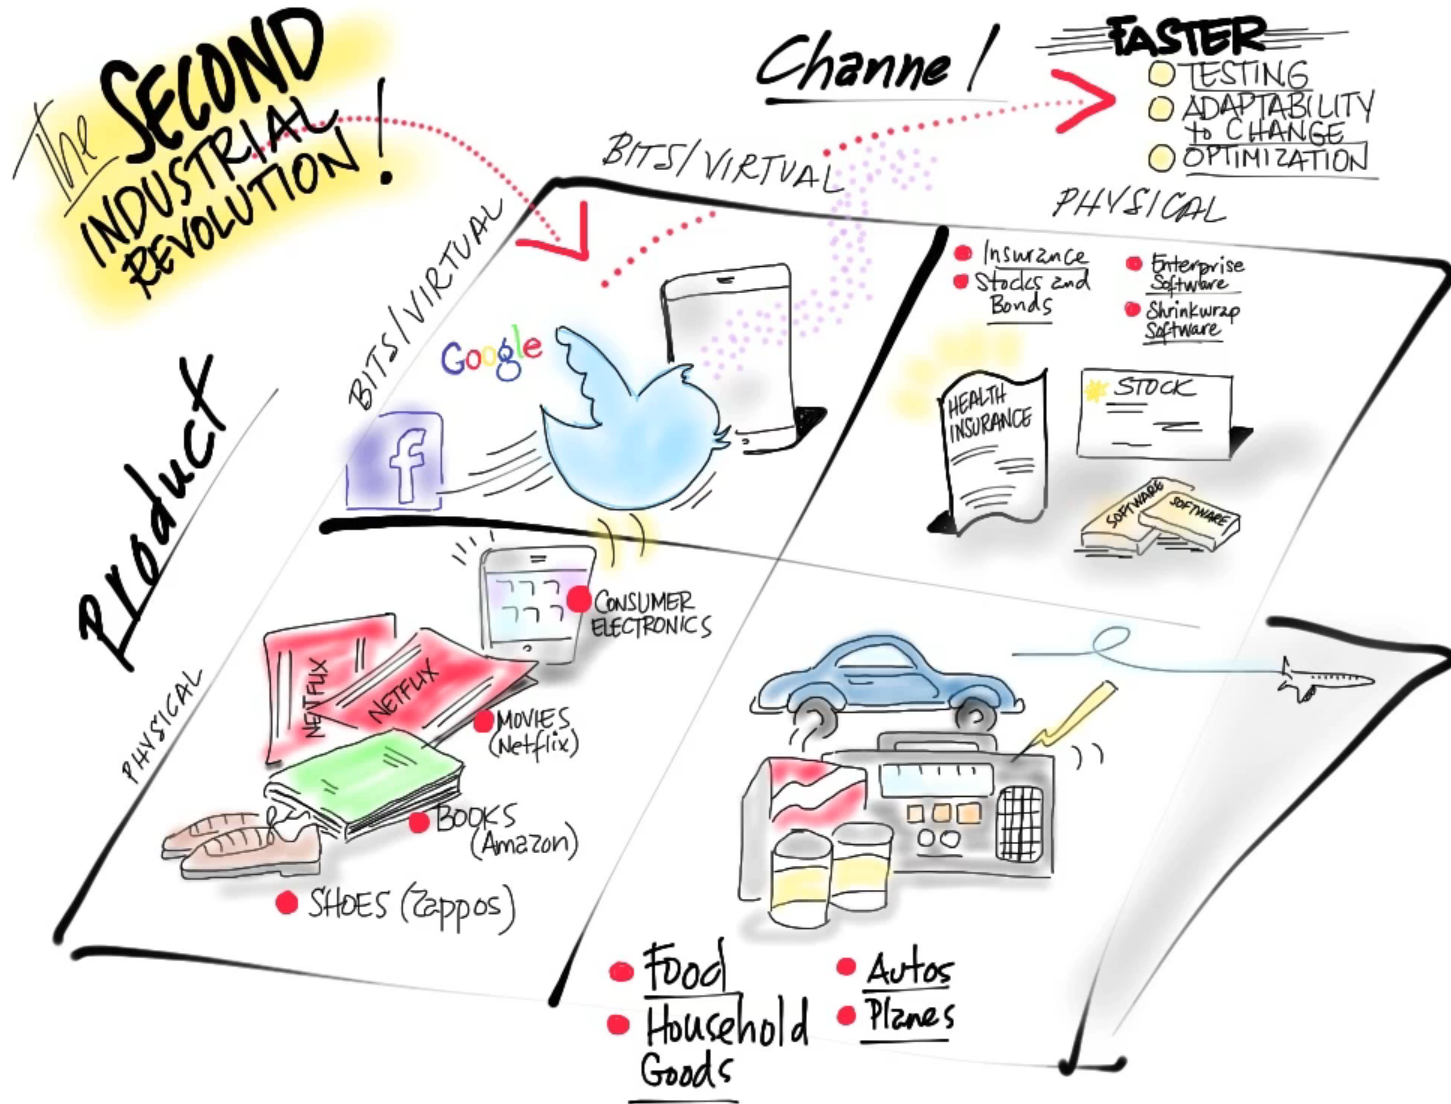 The SECOND
INDUSTRIAL
REVOLUTION!
Channel
FASTER
TESTING
ADAPTABILITY
to CHANGE
OPTIMIZATION
BITS/VIRTUAL
PHYSICAL
Product
BITS/VIRTUAL
PHYSICAL
Google
f
Insurance
Stocks and
Bonds
Enterprise
Software
Shrinkwrap
Software
HEALTH
INSURANCE
STOCK
SOFTWARE
SOFTWARE
CONSUMER
ELECTRONICS
NETFLIX
NETFLIX
MOVIES
(Netflix)
BOOKS
(Amazon)
SHOES (Zappos)
Food
Household
Goods
Autos
Planes